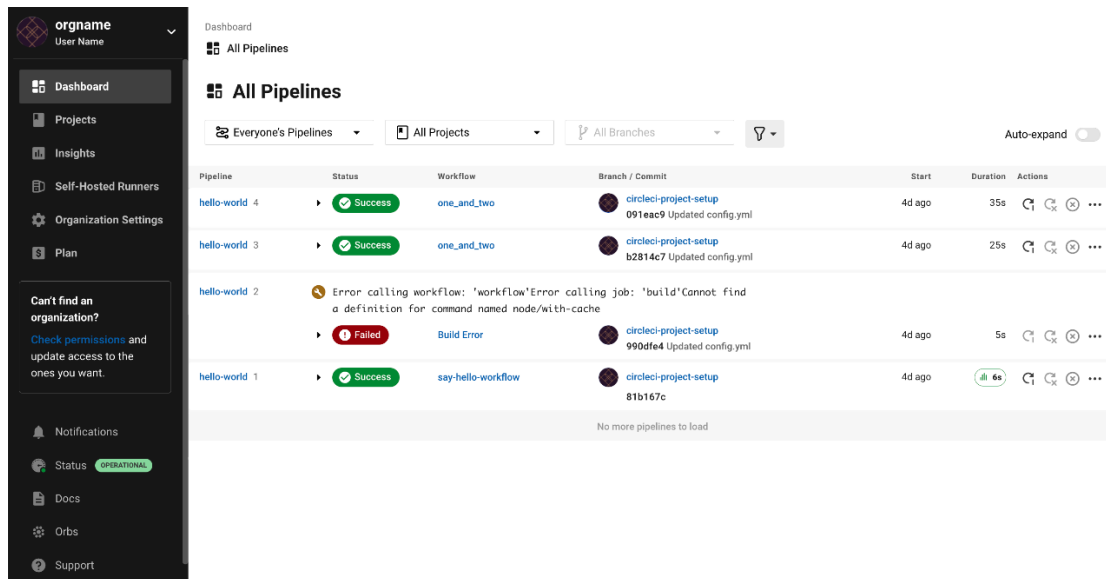 orgname
User Name
Dashboard
Projects
Insights
Self-Hosted Runners
Organization Settings
Plan
Can't find an
organization?
Check permissions and
update access to the
ones you want.
Notifications
Status OPERATIONAL
Docs
Orbs
Support
Dashboard
All Pipelines
All Pipelines
Everyone's Pipelines All Projects All Branches Auto-expand
Pipeline Status Workflow Branch / Commit Start Duration Actions
hello-world 4 Success one_and_two circleci-project-setup 4d ago 35s
091eac9 Updated config.yml
hello-world 3 Success one_and_two circleci-project-setup 4d ago 25s
b2814c7 Updated config.yml
hello-world 2 Error calling workflow: 'workflow'Error calling job: 'build'Cannot find
a definition for command named node/with-cache
Failed Build Error circleci-project-setup 4d ago 5s
990dfe4 Updated config.yml
hello-world 1 Success say-hello-workflow circleci-project-setup 4d ago 6s
81b167c
No more pipelines to load